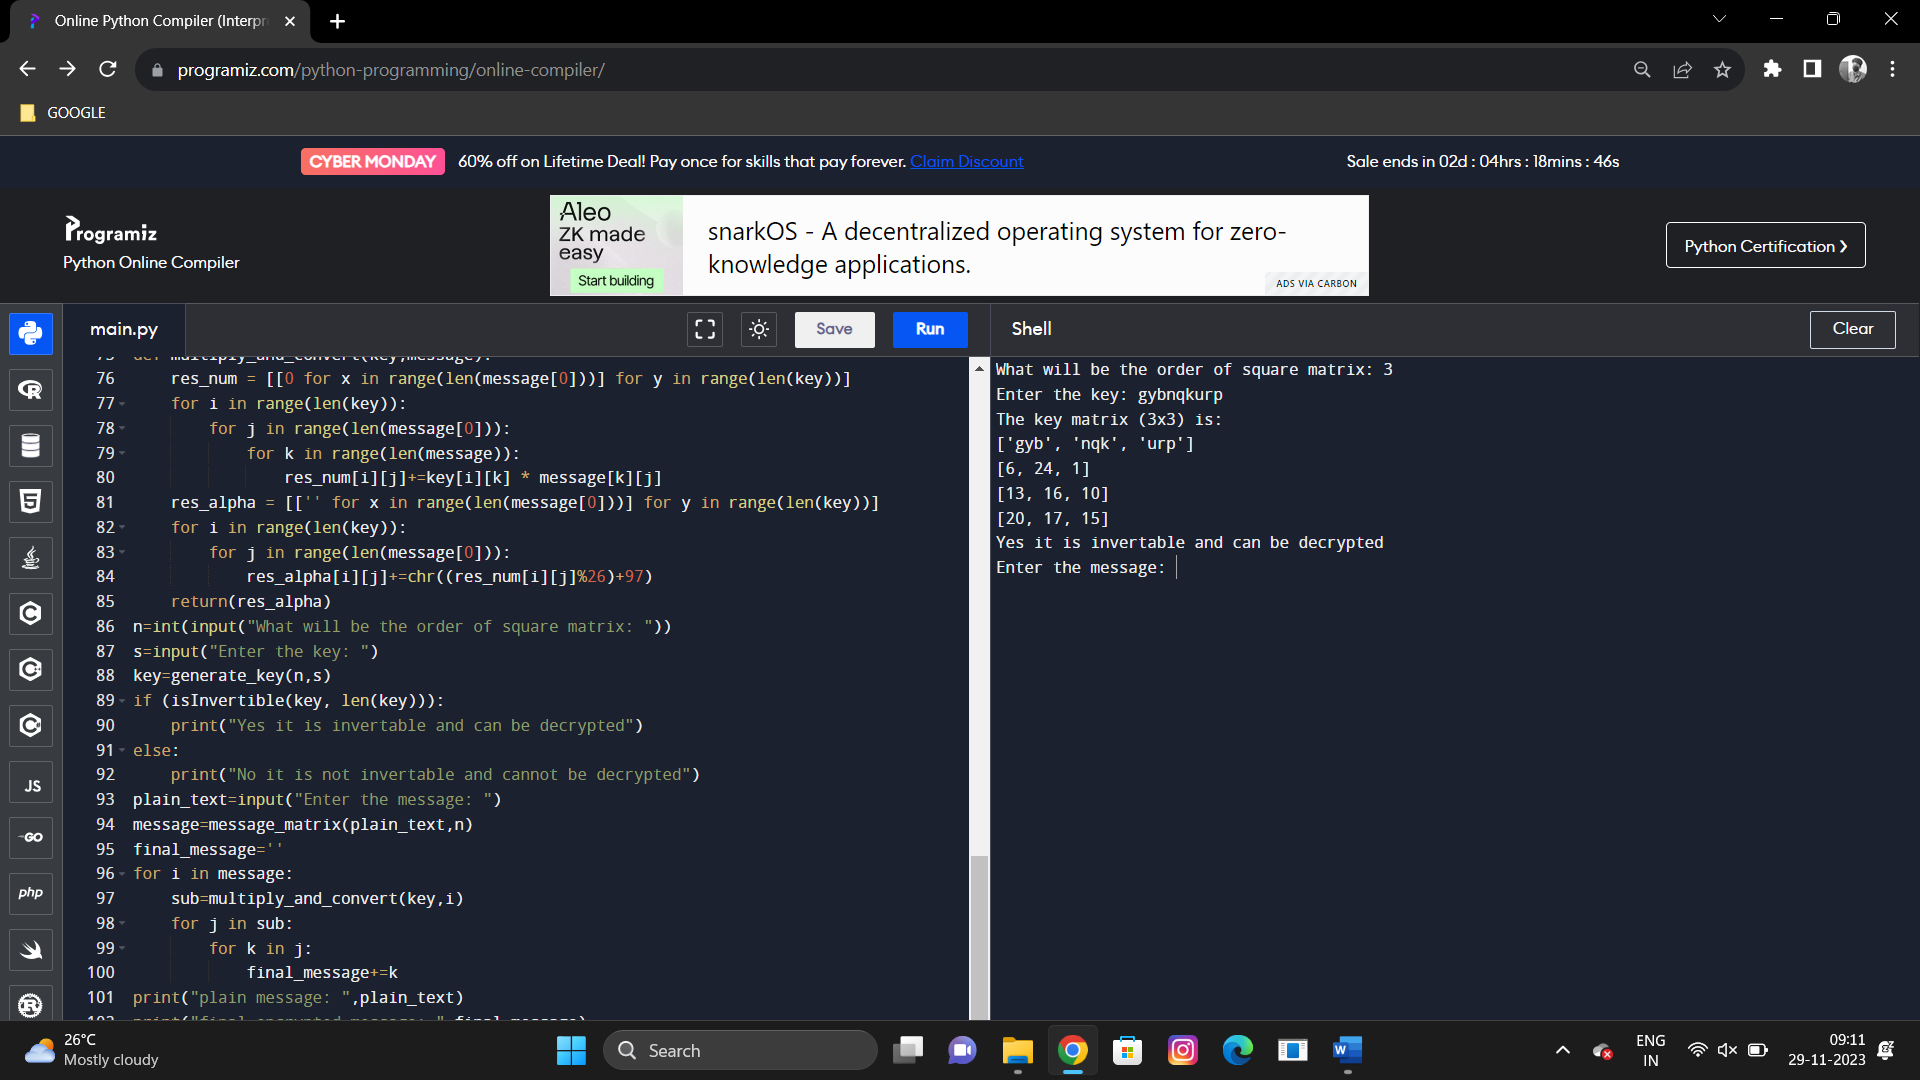 Online Python Compiler (Interpr
programiz.com/python-programming/online-compiler/
GOOGLE
CYBER MONDAY 60% off on Lifetime Deal! Pay once for skills that pay forever. Claim Discount
Sale ends in 02d : 04hrs : 18mins : 46s
Programiz
Python Online Compiler
Aleo
ZK made
easy
Start building
snarkOS - A decentralized operating system for zero-
knowledge applications.
ADS VIA CARBON
Python Certification ❯
main.py
Save
Run
Shell
Clear
75 def multiply_and_convert(key,message):
76 res_num = [[0 for x in range(len(message[0]))] for y in range(len(key))]
77 for i in range(len(key)):
78 for j in range(len(message[0])):
79 for k in range(len(message)):
80 res_num[i][j]+=key[i][k] * message[k][j]
81 res_alpha = [['' for x in range(len(message[0]))] for y in range(len(key))]
82 for i in range(len(key)):
83 for j in range(len(message[0])):
84 res_alpha[i][j]+=chr((res_num[i][j]%26)+97)
85 return(res_alpha)
86 n=int(input("What will be the order of square matrix: "))
87 s=input("Enter the key: ")
88 key=generate_key(n,s)
89 if (isInvertible(key, len(key))):
90 print("Yes it is invertable and can be decrypted")
91 else:
92 print("No it is not invertable and cannot be decrypted")
93 plain_text=input("Enter the message: ")
94 message=message_matrix(plain_text,n)
95 final_message=''
96 for i in message:
97 sub=multiply_and_convert(key,i)
98 for j in sub:
99 for k in j:
100 final_message+=k
101 print("plain message: ",plain_text)
102 print("final encrypted message: ",final_message)
What will be the order of square matrix: 3
Enter the key: gybnqkurp
The key matrix (3x3) is:
['gyb', 'nqk', 'urp']
[6, 24, 1]
[13, 16, 10]
[20, 17, 15]
Yes it is invertable and can be decrypted
Enter the message:
R
5
C
C
C
JS
GO
php
R
26°C
Mostly cloudy
Search
W
ENG
IN
09:11
29-11-2023